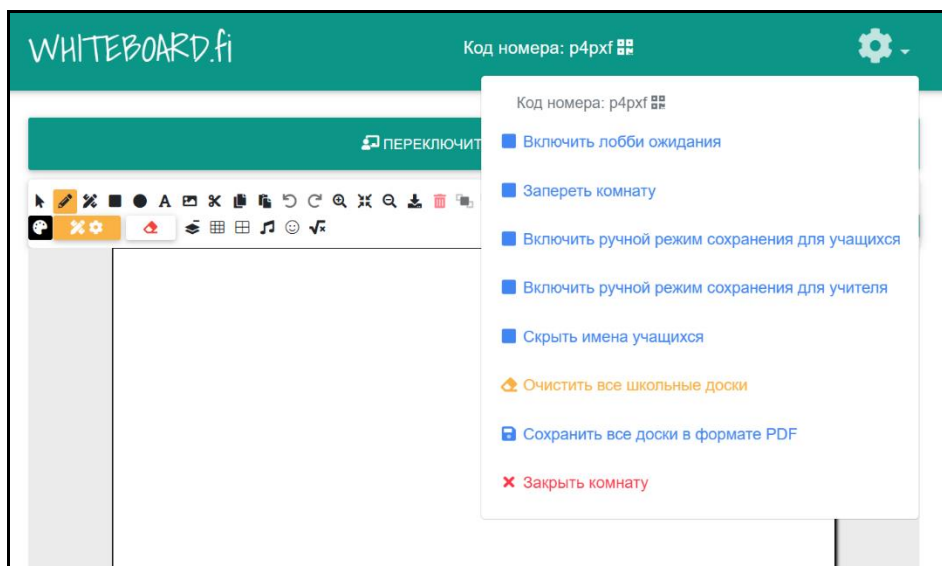 WHITEBOARD.fi
Код номера: p4pxf
Код номера: p4pxf
ПЕРЕКЛЮЧИТ
Включить лобби ожидания
Запереть комнату
Включить ручной режим сохранения для учащихся
Включить ручной режим сохранения для учителя
Скрыть имена учащихся
Очистить все школьные доски
Сохранить все доски в формате PDF
Закрыть комнату